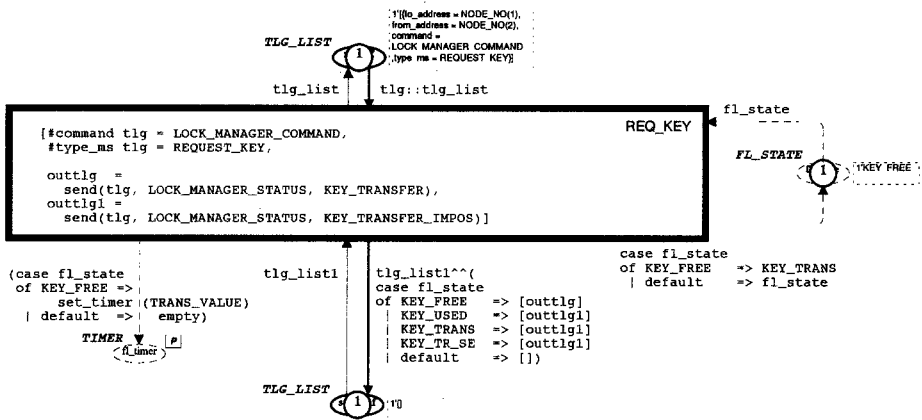 1'[{to_address = NODE_NO(1),
from_address = NODE_NO(2),
command =
LOCK MANAGER COMMAND
,type ms = REQUEST KEY}]
TLG_LIST
1
tlg_list
tlg::tlg_list
fl_state
REQ_KEY
[#command tlg = LOCK_MANAGER_COMMAND,
#type_ms tlg = REQUEST_KEY,
outtlg =
send(tlg, LOCK_MANAGER_STATUS, KEY_TRANSFER),
outtlg1 =
send(tlg, LOCK_MANAGER_STATUS, KEY_TRANSFER_IMPOS)]
FL_STATE
1
1'KEY FREE
(case fl_state
of KEY_FREE =>
set_timer (TRANS_VALUE)
| default => empty)
TIMER
P
fl_timer
tlg_list1
tlg_list1^^(
case fl_state
of KEY_FREE => [outtlg]
| KEY_USED => [outtlg1]
| KEY_TRANS => [outtlg1]
| KEY_TR_SE => [outtlg1]
| default => [])
case fl_state
of KEY_FREE => KEY_TRANS
| default => fl_state
TLG_LIST
1
1'[]